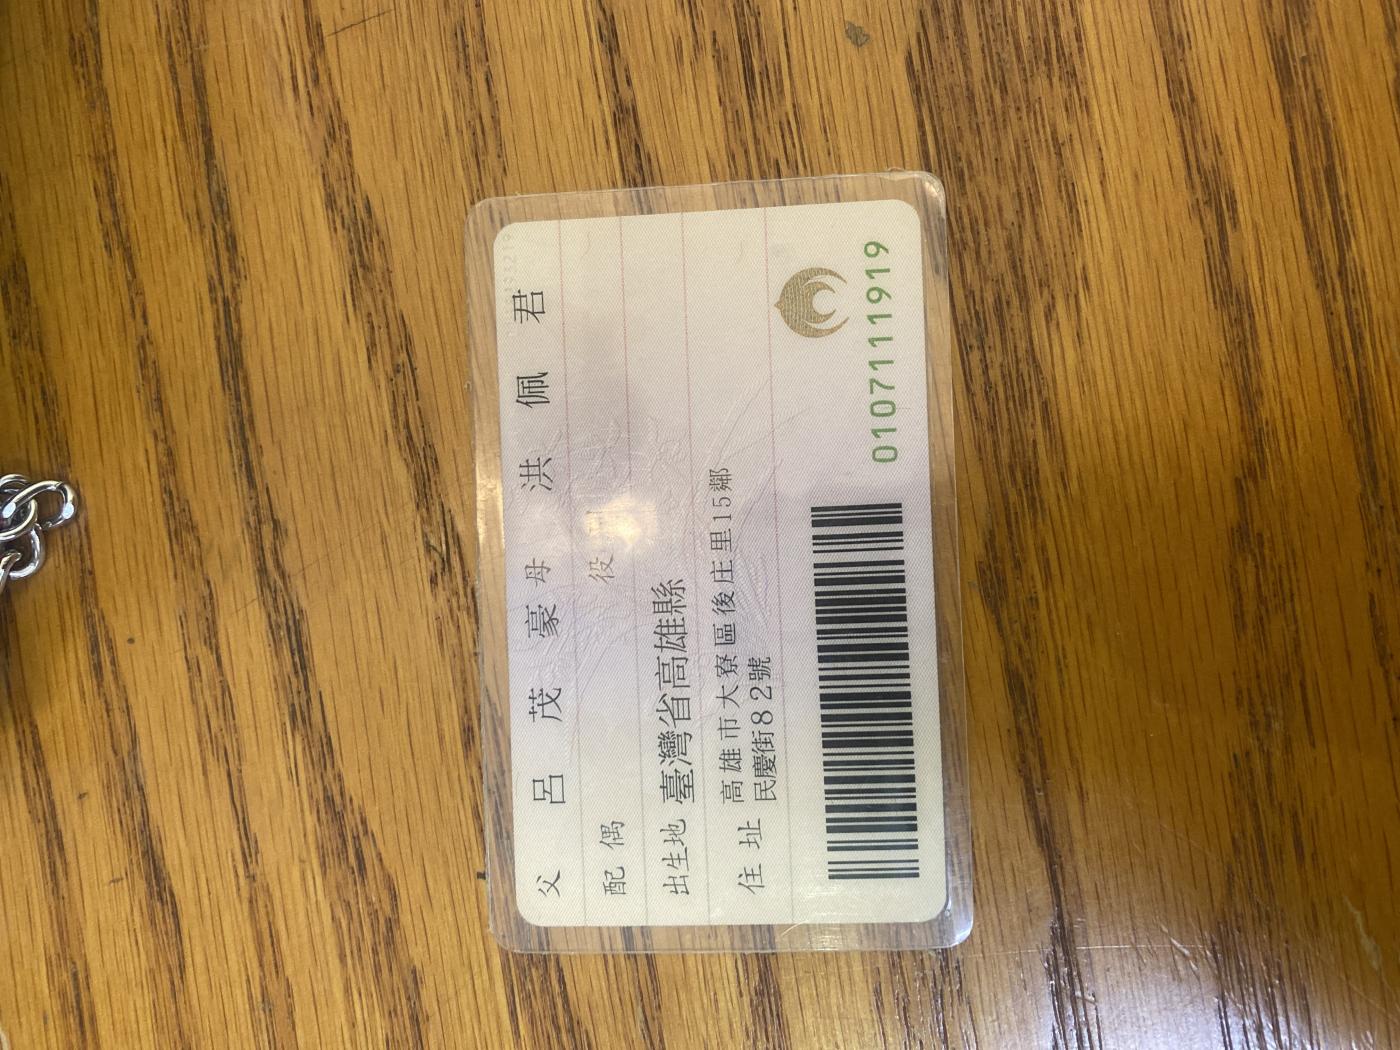 父 呂茂豪 母 洪佩君
配偶 役
出生地 臺灣省高雄縣
住址 高雄市大寮區後庄里15鄰
民慶街82號
0107111919